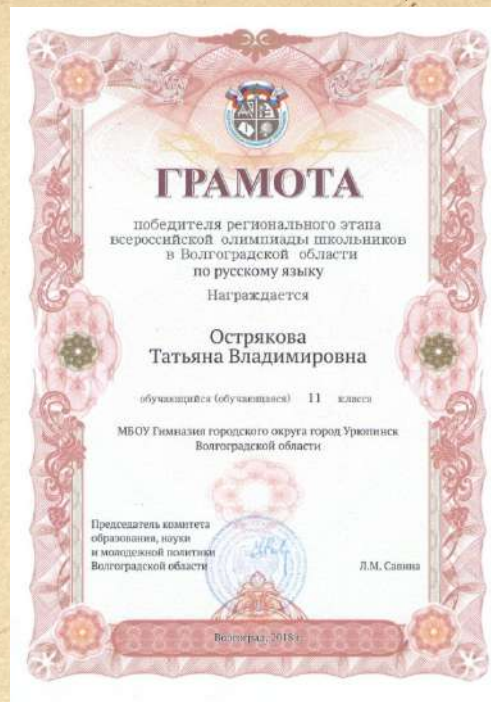 ГРАМОТА
победителя регионального этапа
всероссийской олимпиады школьников
в Волгоградской области
по русскому языку
Награждается
Острякова
Татьяна Владимировна
обучающийся (обучающаяся) 11 класса
МБОУ Гимназия городского округа город Урюпинск
Волгоградской области
Председатель комитета
образования, науки
и молодежной политики
Волгоградской области
Л.М. Савина
Волгоград, 2018 г.